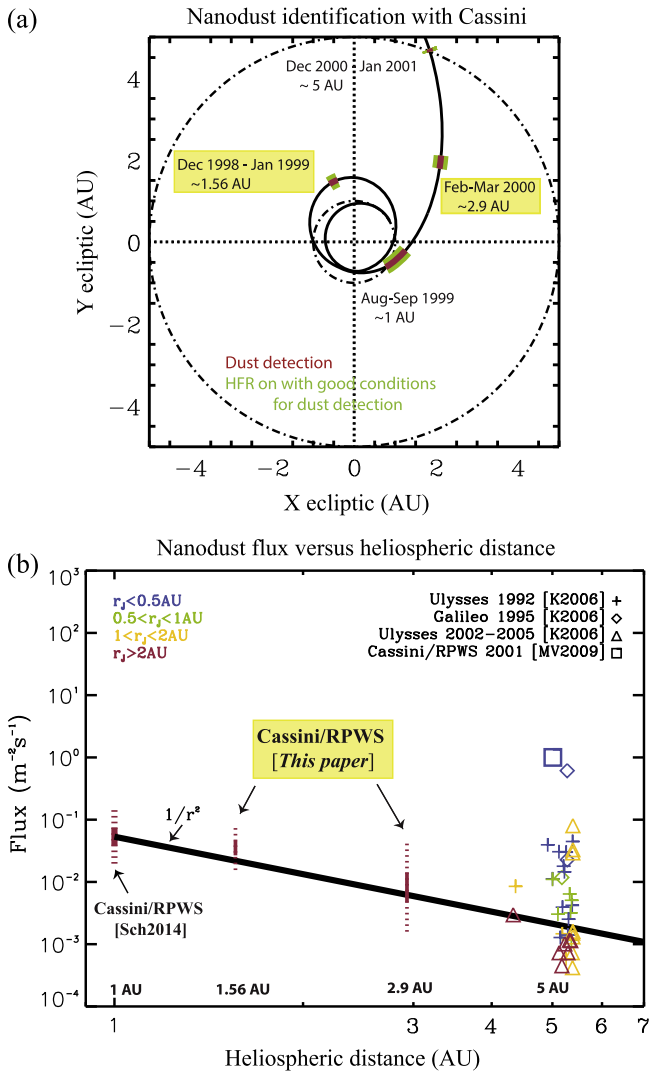 (a)
Nanodust identification with Cassini
Dec 2000 - Jan 2001
~ 5 AU
Dec 1998 - Jan 1999
~1.56 AU
Feb-Mar 2000
~2.9 AU
Aug-Sep 1999
~1 AU
Dust detection
HFR on with good conditions
for dust detection
4
2
0
−2
−4
Y ecliptic (AU)
−4 −2 0 2 4
X ecliptic (AU)
(b)
Nanodust flux versus heliospheric distance
rJ<0.5AU
0.5<rJ<1AU
1<rJ<2AU
rJ>2AU
Ulysses 1992 [K2006] +
Galileo 1995 [K2006] ◇
Ulysses 2002−2005 [K2006] △
Cassini/RPWS 2001 [MV2009] □
Cassini/RPWS
[This paper]
1/r²
Cassini/RPWS
[Sch2014]
10³
10²
10¹
10⁰
10⁻¹
10⁻²
10⁻³
10⁻⁴
Flux (m⁻²s⁻¹)
1 AU 1.56 AU 2.9 AU 5 AU
1 3 4 5 6 7
Heliospheric distance (AU)